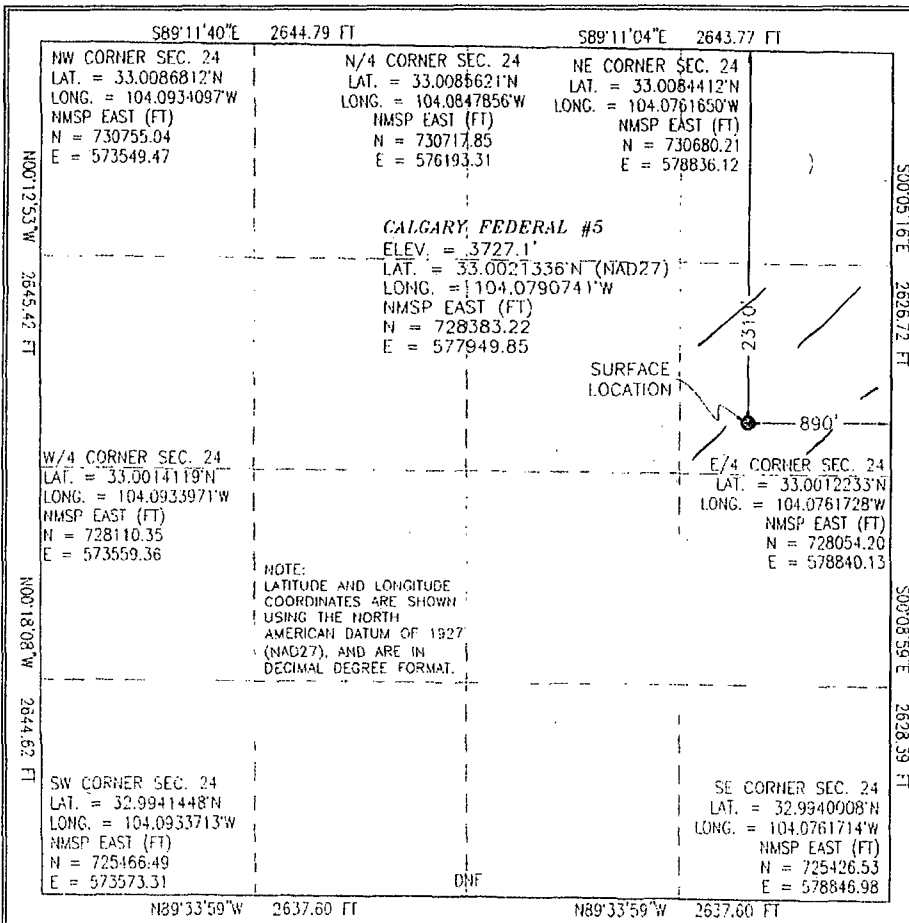 S89°11'40"E 2644.79 FT
S89°11'04"E 2643.77 FT
NW CORNER SEC. 24
LAT. = 33.0086812'N
LONG. = 104.0934097'W
NMSP EAST (FT)
N = 730755.04
E = 573549.47
N/4 CORNER SEC. 24
LAT. = 33.0085621'N
LONG. = 104.0847856'W
NMSP EAST (FT)
N = 730717.85
E = 576193.31
NE CORNER SEC. 24
LAT. = 33.0084412'N
LONG. = 104.0761650'W
NMSP EAST (FT)
N = 730680.21
E = 578836.12
N00°12'53"W 2645.42 FT
S00°05'16"E 2626.72 FT
CALGARY FEDERAL #5
ELEV. = 3727.1'
LAT. = 33.0021336'N (NAD27)
LONG. = 104.0790741'W
NMSP EAST (FT)
N = 728383.22
E = 577949.85
2310'
SURFACE
LOCATION
890'
W/4 CORNER SEC. 24
LAT. = 33.0014119'N
LONG. = 104.0933971'W
NMSP EAST (FT)
N = 728110.35
E = 573559.36
E/4 CORNER SEC. 24
LAT. = 33.0012233'N
LONG. = 104.0761728'W
NMSP EAST (FT)
N = 728054.20
E = 578840.13
NOTE:
LATITUDE AND LONGITUDE
COORDINATES ARE SHOWN
USING THE NORTH
AMERICAN DATUM OF 1927
(NAD27), AND ARE IN
DECIMAL DEGREE FORMAT.
N00°18'08"W 2644.62 FT
S00°08'59"E 2628.59 FT
SW CORNER SEC. 24
LAT. = 32.9941448'N
LONG. = 104.0933713'W
NMSP EAST (FT)
N = 725466.49
E = 573573.31
SE CORNER SEC. 24
LAT. = 32.9940008'N
LONG. = 104.0761714'W
NMSP EAST (FT)
N = 725426.53
E = 578846.98
DNF
N89°33'59"W 2637.60 FT
N89°33'59"W 2637.60 FT